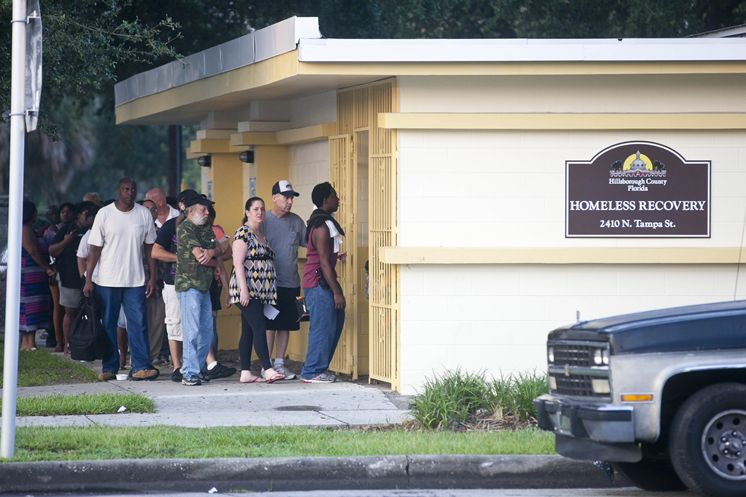 Hillsborough County
Florida
HOMELESS RECOVERY
2410 N. Tampa St.